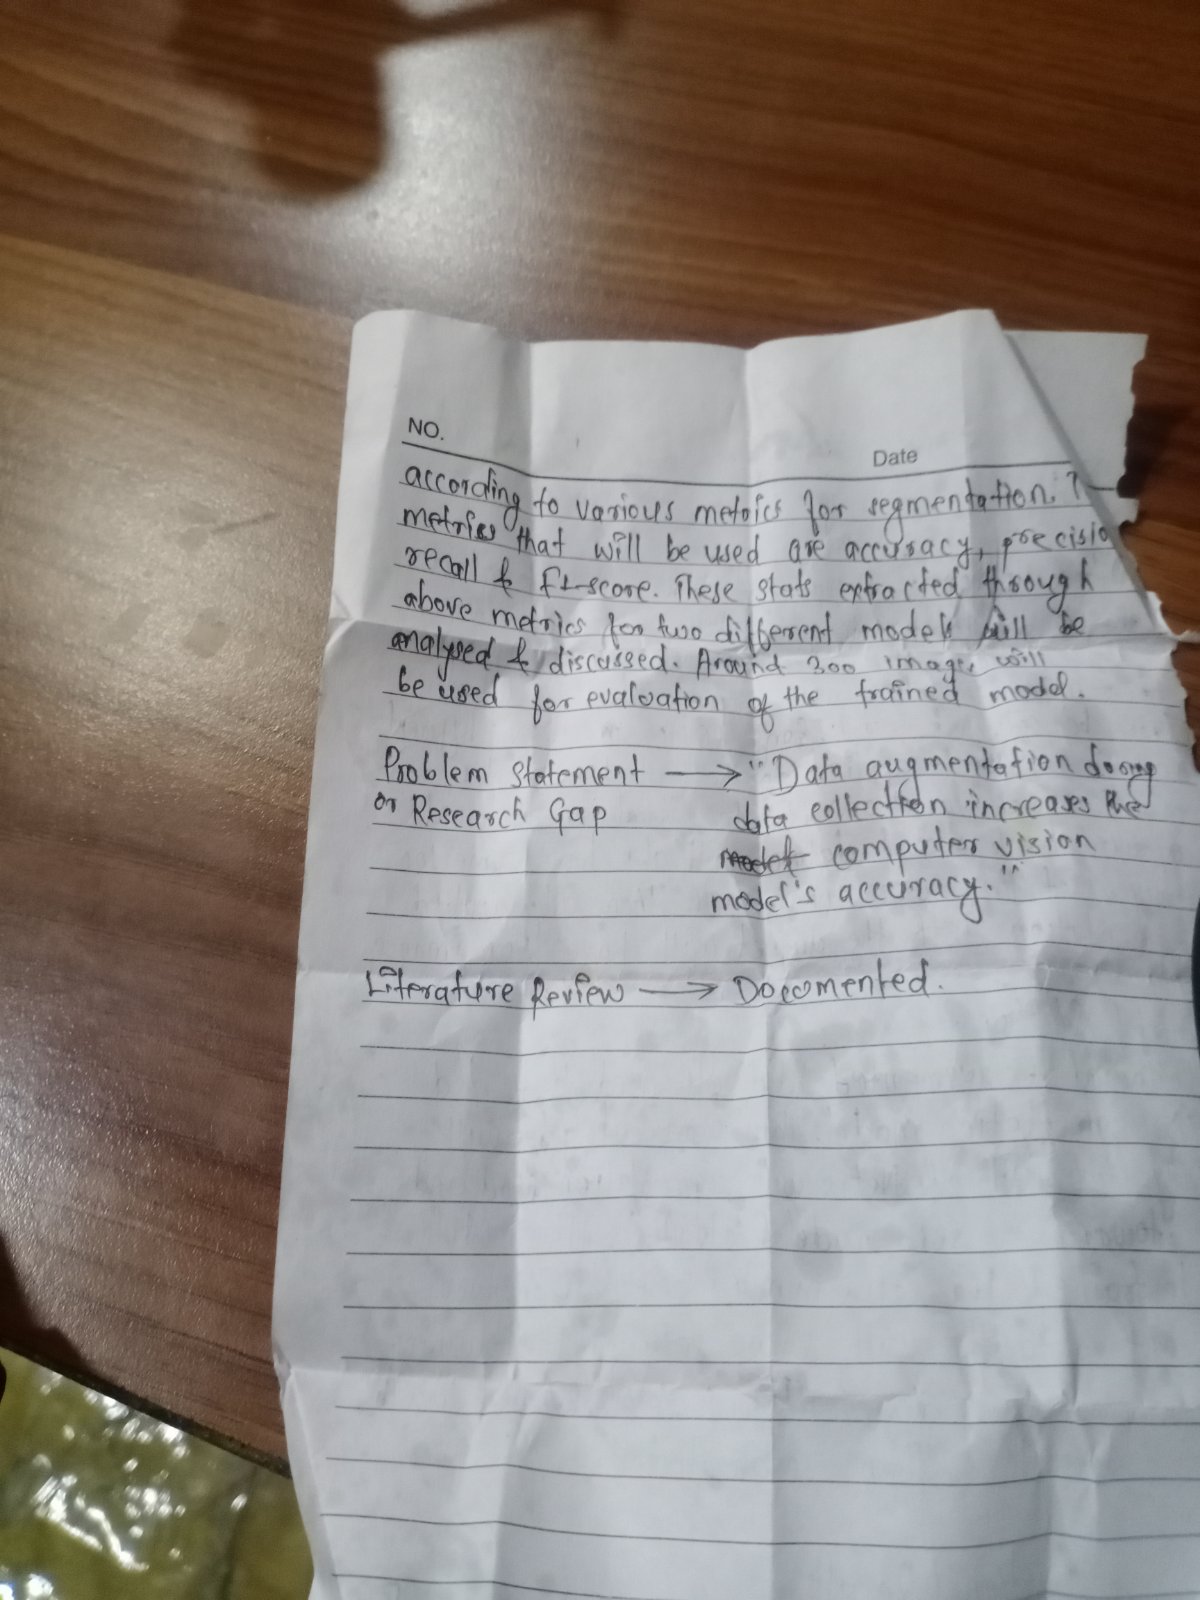 NO.
Date
according to various metrics for segmentation. T
metrics that will be used are accuracy, precisio
recall & f1-score. These stats extracted through
above metrics for two different models will be
analysed & discussed. Around 300 images will
be used for evaluation of the trained model.
Problem statement → "Data augmentation during
or Research Gap data collection increases the
model computer vision
model's accuracy."
Literature Review → Documented.